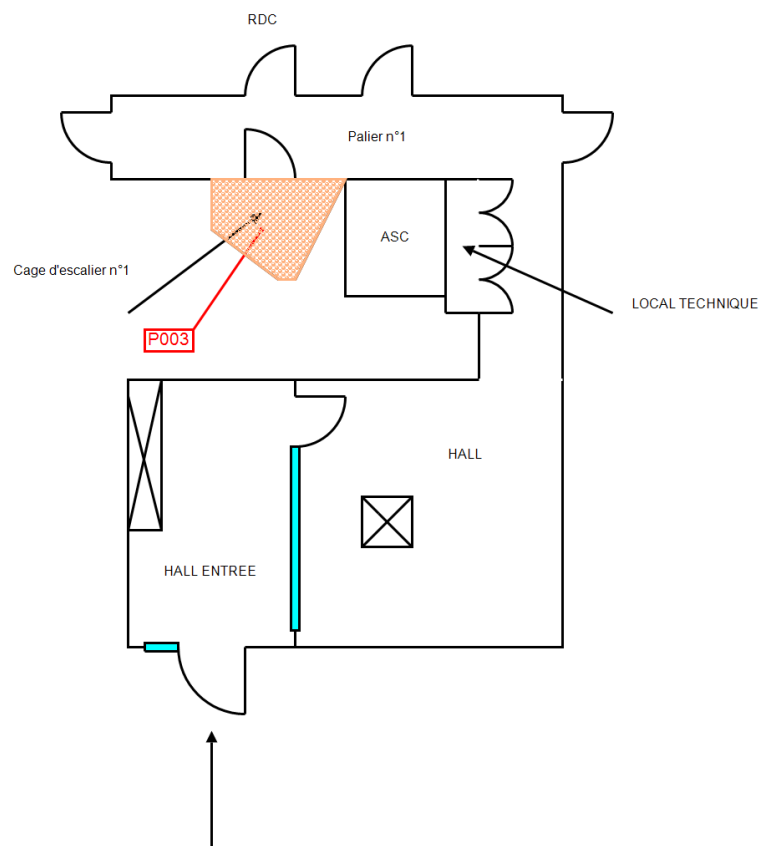 RDC
Palier n°1
ASC
Cage d'escalier n°1
LOCAL TECHNIQUE
P003
HALL
HALL ENTREE